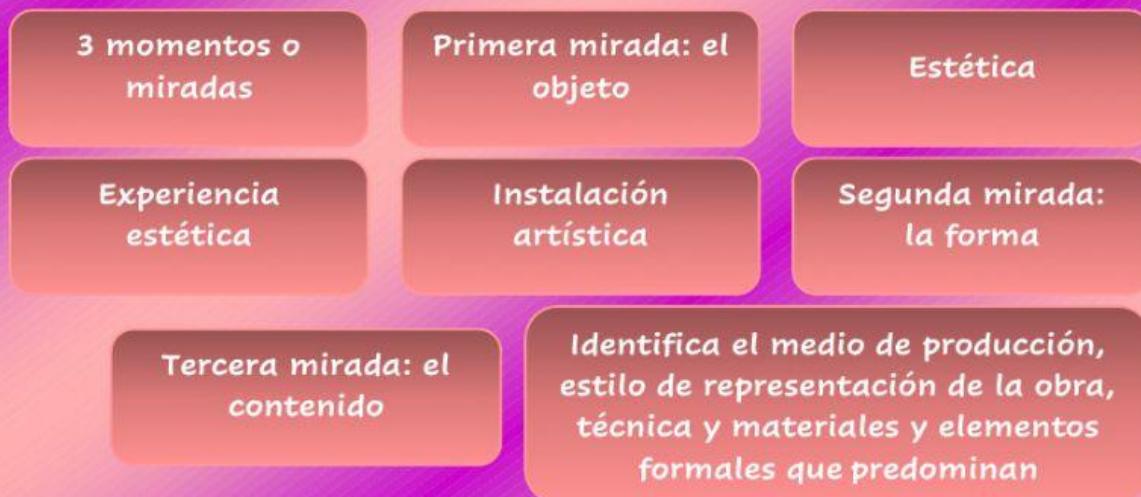 3 momentos o
miradas
Primera mirada: el
objeto
Estética
Experiencia
estética
Instalación
artística
Segunda mirada:
la forma
Tercera mirada: el
contenido
Identifica el medio de producción,
estilo de representación de la obra,
técnica y materiales y elementos
formales que predominan